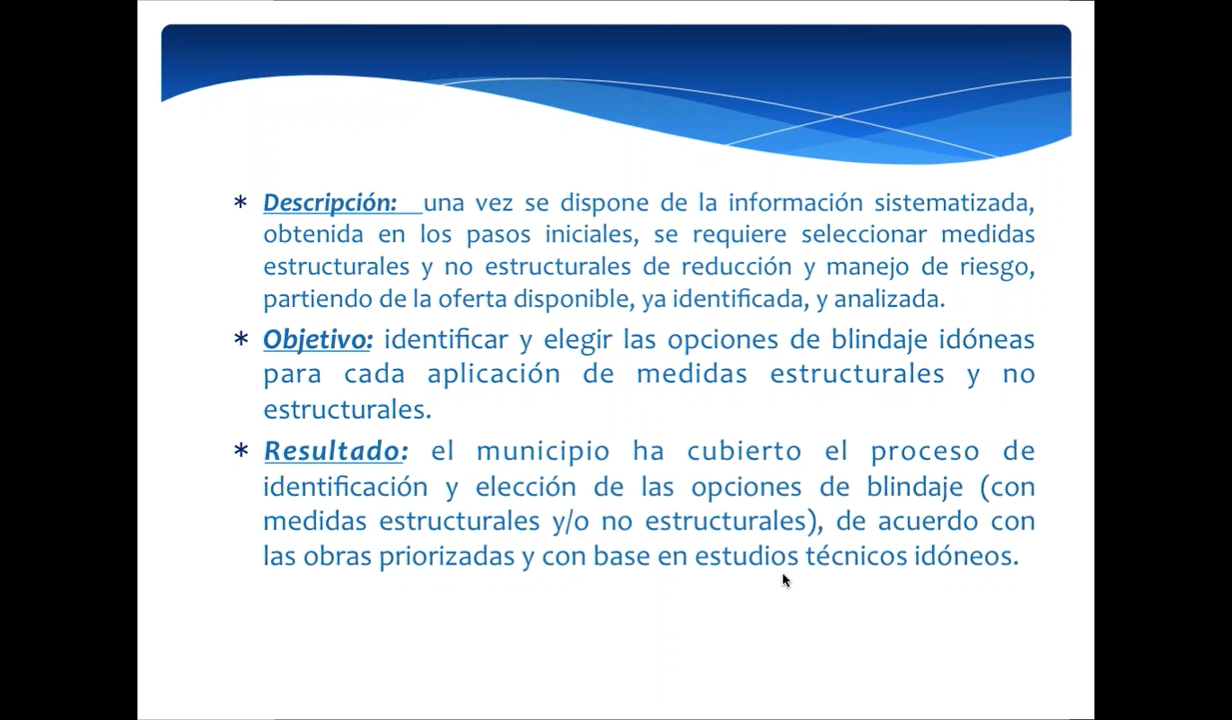 * Descripción: una vez se dispone de la información sistematizada,
obtenida en los pasos iniciales, se requiere seleccionar medidas
estructurales y no estructurales de reducción y manejo de riesgo,
partiendo de la oferta disponible, ya identificada, y analizada.
* Objetivo: identificar y elegir las opciones de blindaje idóneas
para cada aplicación de medidas estructurales y no
estructurales.
* Resultado: el municipio ha cubierto el proceso de
identificación y elección de las opciones de blindaje (con
medidas estructurales y/o no estructurales), de acuerdo con
las obras priorizadas y con base en estudios técnicos idóneos.